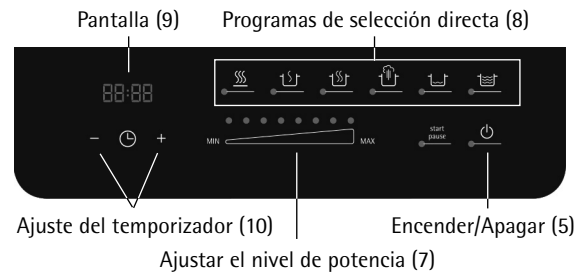 Pantalla (9)
Programas de selección directa (8)
88:88
− +
MIN MAX
start
pause
Ajuste del temporizador (10)
Encender/Apagar (5)
Ajustar el nivel de potencia (7)